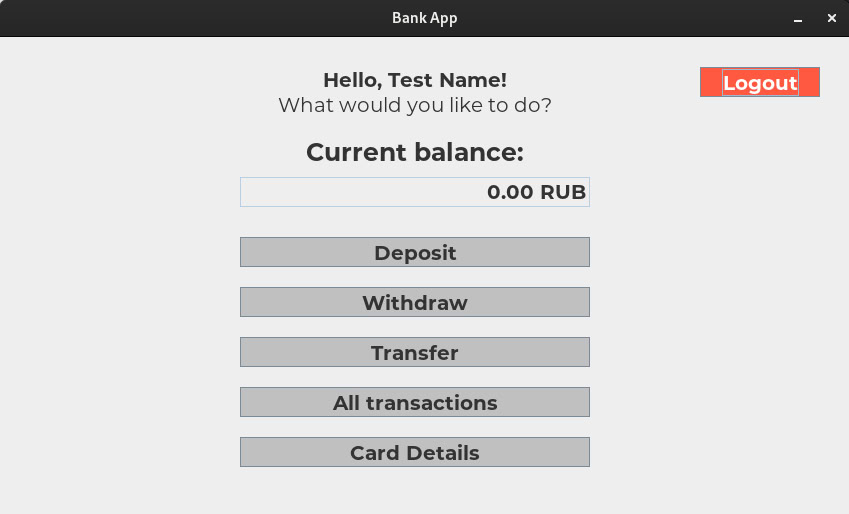 Bank App
Hello, Test Name!
Logout
What would you like to do?
Current balance:
0.00 RUB
Deposit
Withdraw
Transfer
All transactions
Card Details